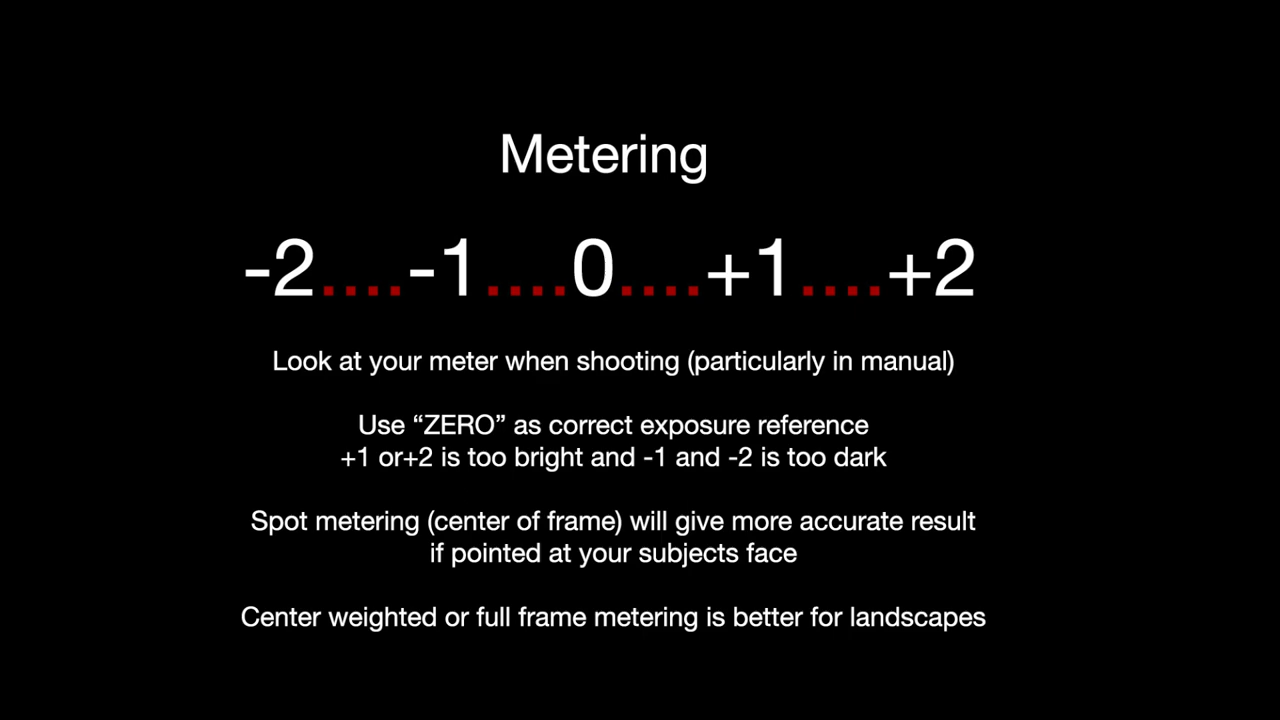 Metering
-2....-1....0....+1....+2
Look at your meter when shooting (particularly in manual)
Use “ZERO” as correct exposure reference
+1 or+2 is too bright and -1 and -2 is too dark
Spot metering (center of frame) will give more accurate result
if pointed at your subjects face
Center weighted or full frame metering is better for landscapes